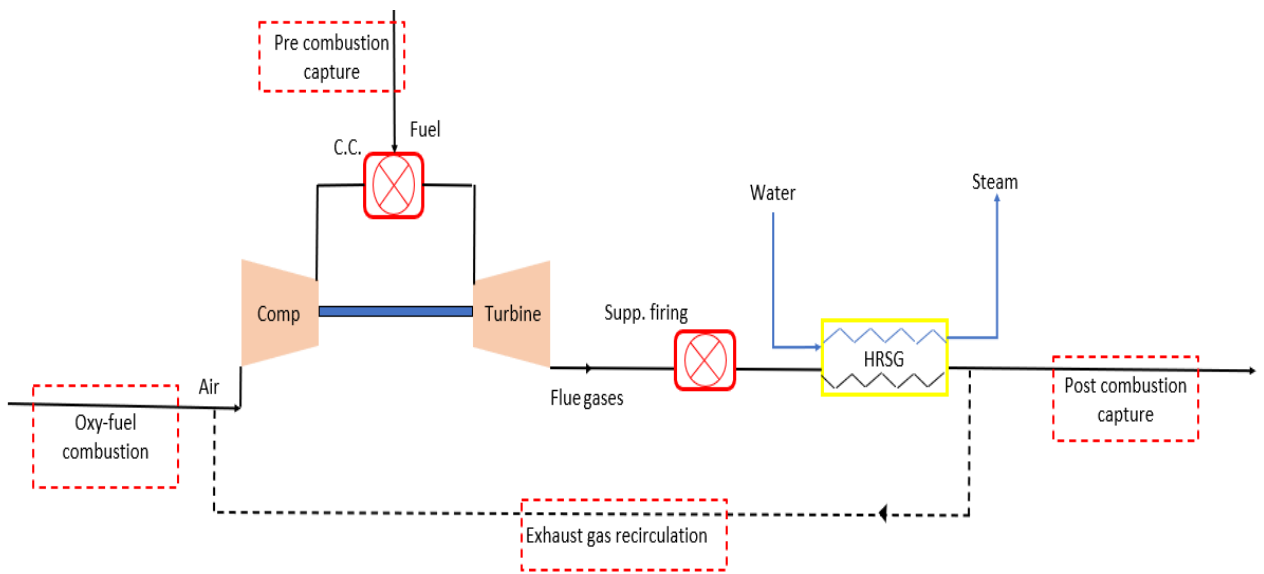 Pre combustion
capture
Fuel
C.C.
Water
Steam
Comp
Turbine
Supp. firing
HRSG
Air
Flue gases
Post combustion
capture
Oxy-fuel
combustion
Exhaust gas recirculation